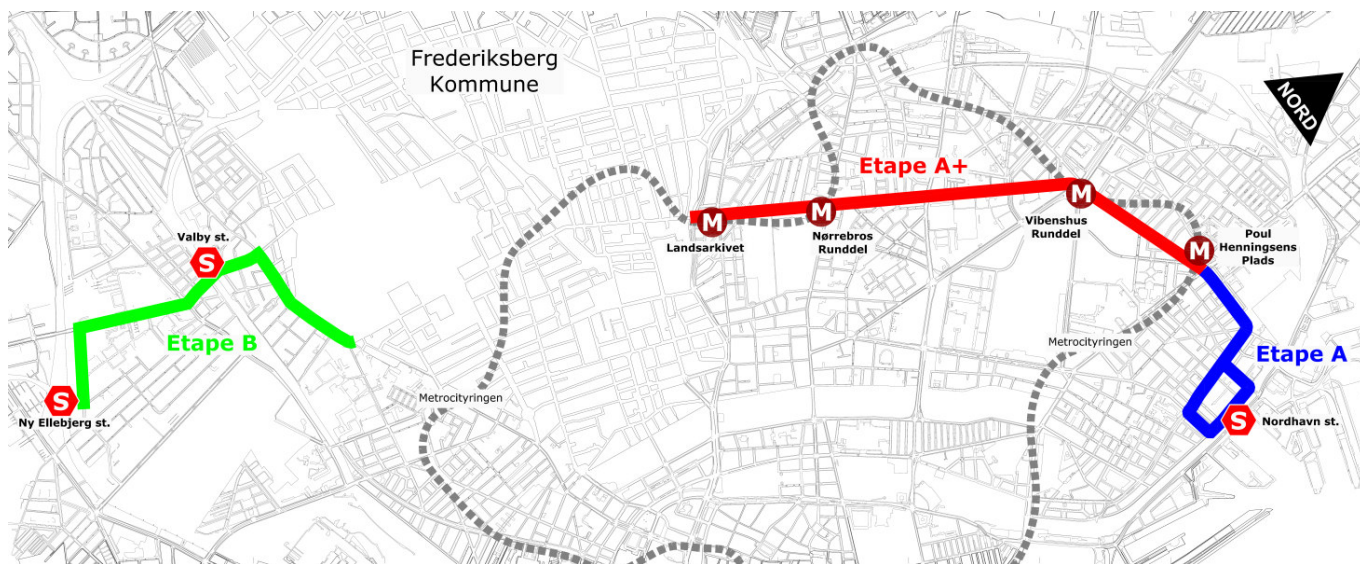 Frederiksberg
Kommune
NORD
Etape A+
M
M
M
M
Landsarkivet
Nørrebros
Runddel
Vibenshus
Runddel
Poul
Henningsens
Plads
Valby st.
S
Etape B
Metrocityringen
Etape A
S
Ny Ellebjerg st.
Metrocityringen
S
Nordhavn st.